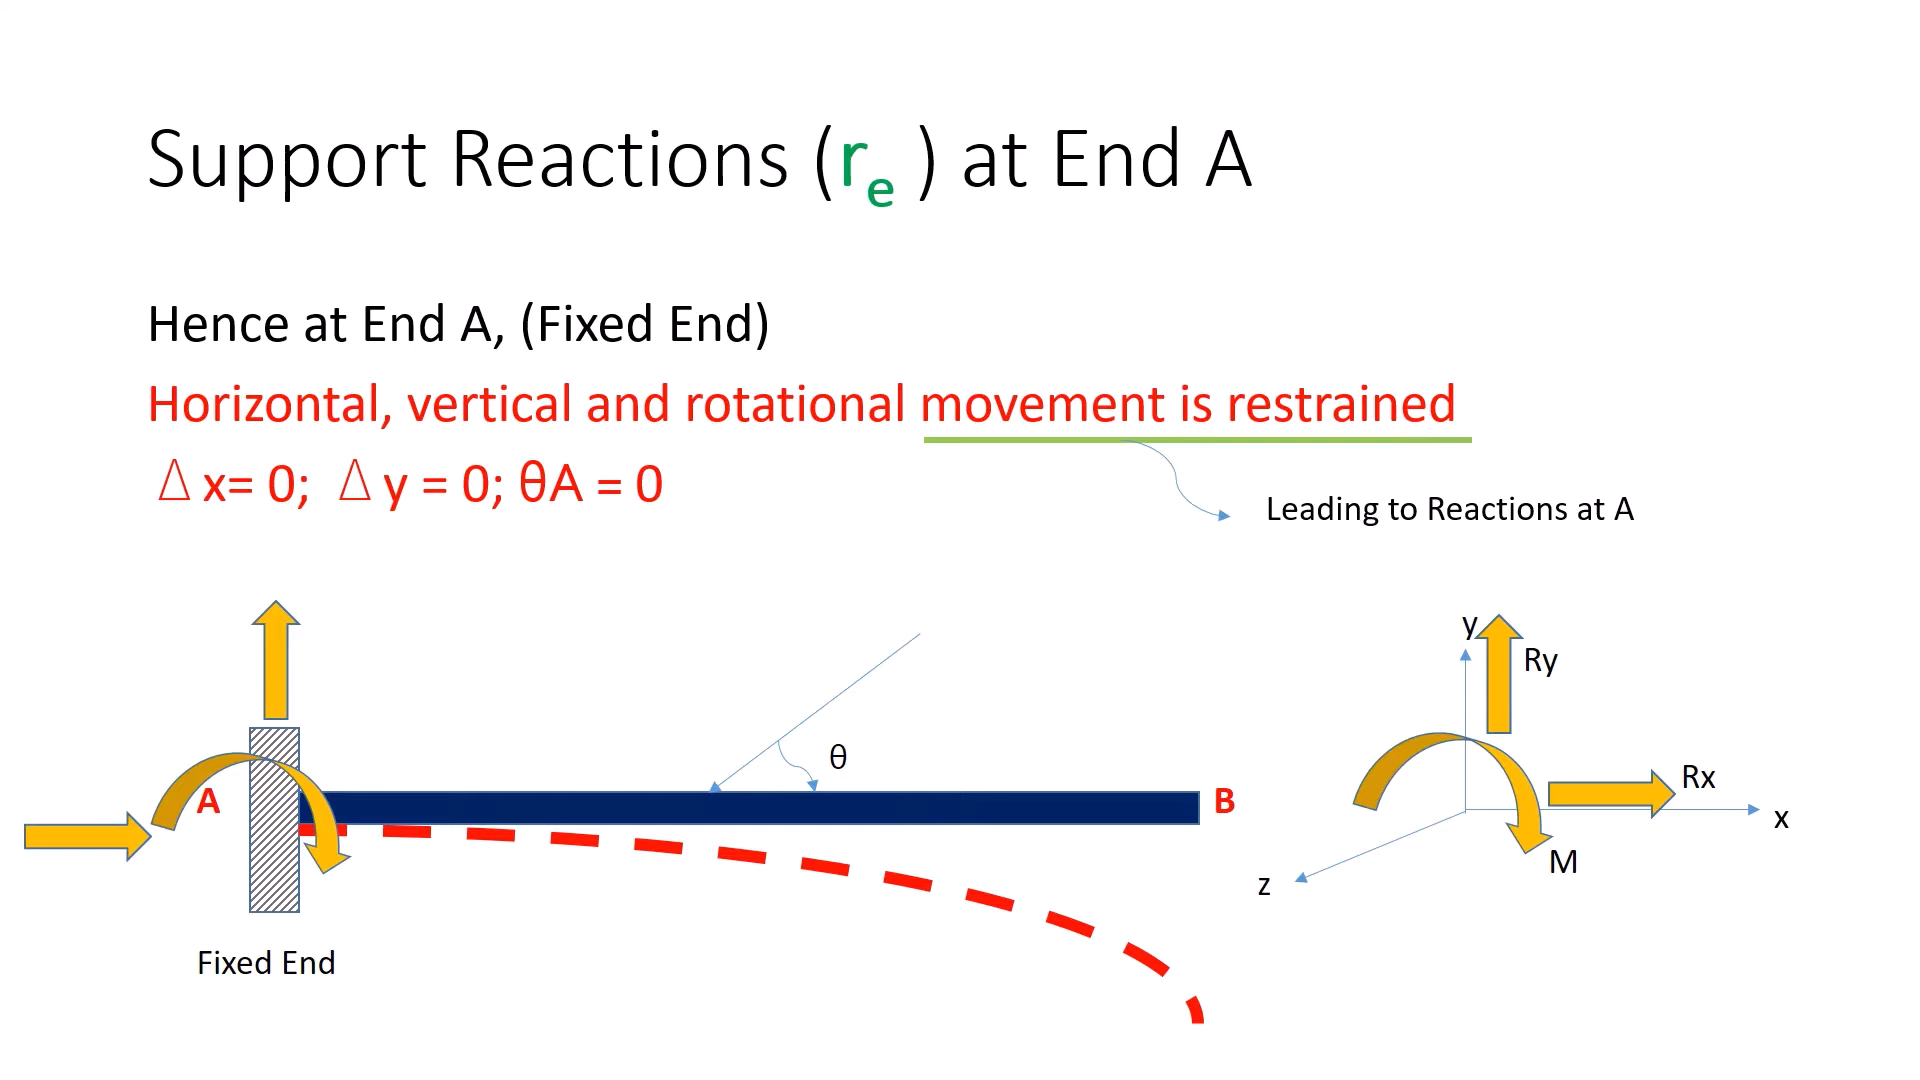 Support Reactions (re ) at End A
Hence at End A, (Fixed End)
Horizontal, vertical and rotational movement is restrained
Δ x= 0; Δ y = 0; θA = 0
Leading to Reactions at A
y
Ry
θ
Rx
A
B
x
M
z
Fixed End